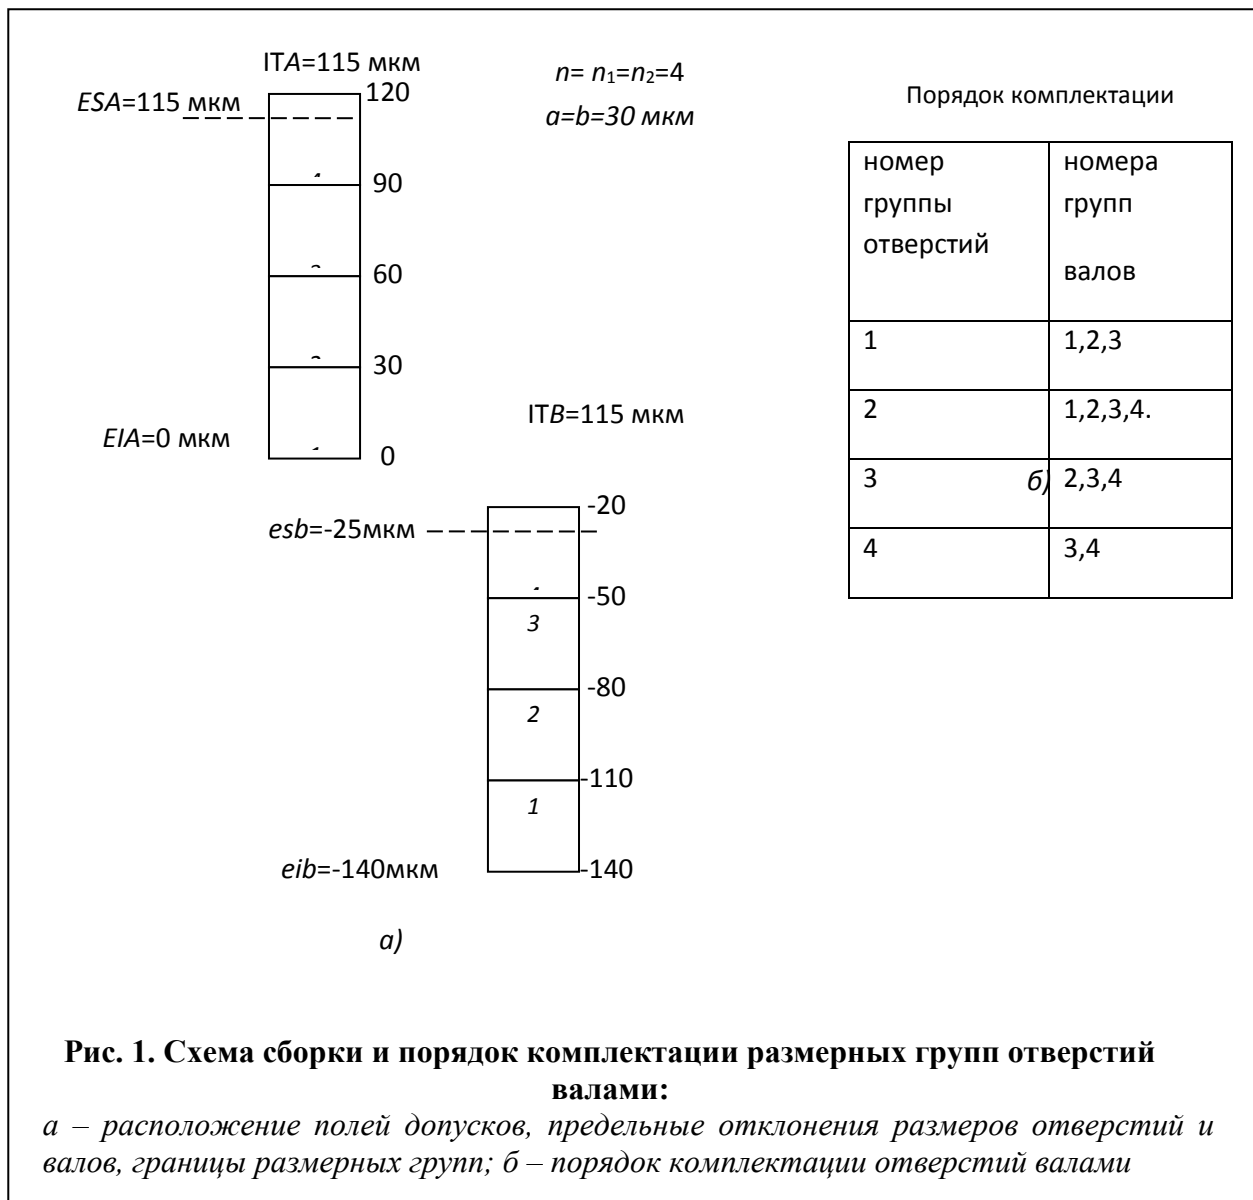 ITA=115 мкм
ESA=115 мкм
120
90
60
30
0
EIA=0 мкм
n= n₁=n₂=4
a=b=30 мкм
ITB=115 мкм
-20
esb=-25мкм
-50
3
-80
2
-110
1
eib=-140мкм
-140
а)
Порядок комплектации
номер номера
группы групп
отверстий
валов
1 1,2,3
2 1,2,3,4.
3 б) 2,3,4
4 3,4
Рис. 1. Схема сборки и порядок комплектации размерных групп отверстий
валами:
а – расположение полей допусков, предельные отклонения размеров отверстий и
валов, границы размерных групп; б – порядок комплектации отверстий валами